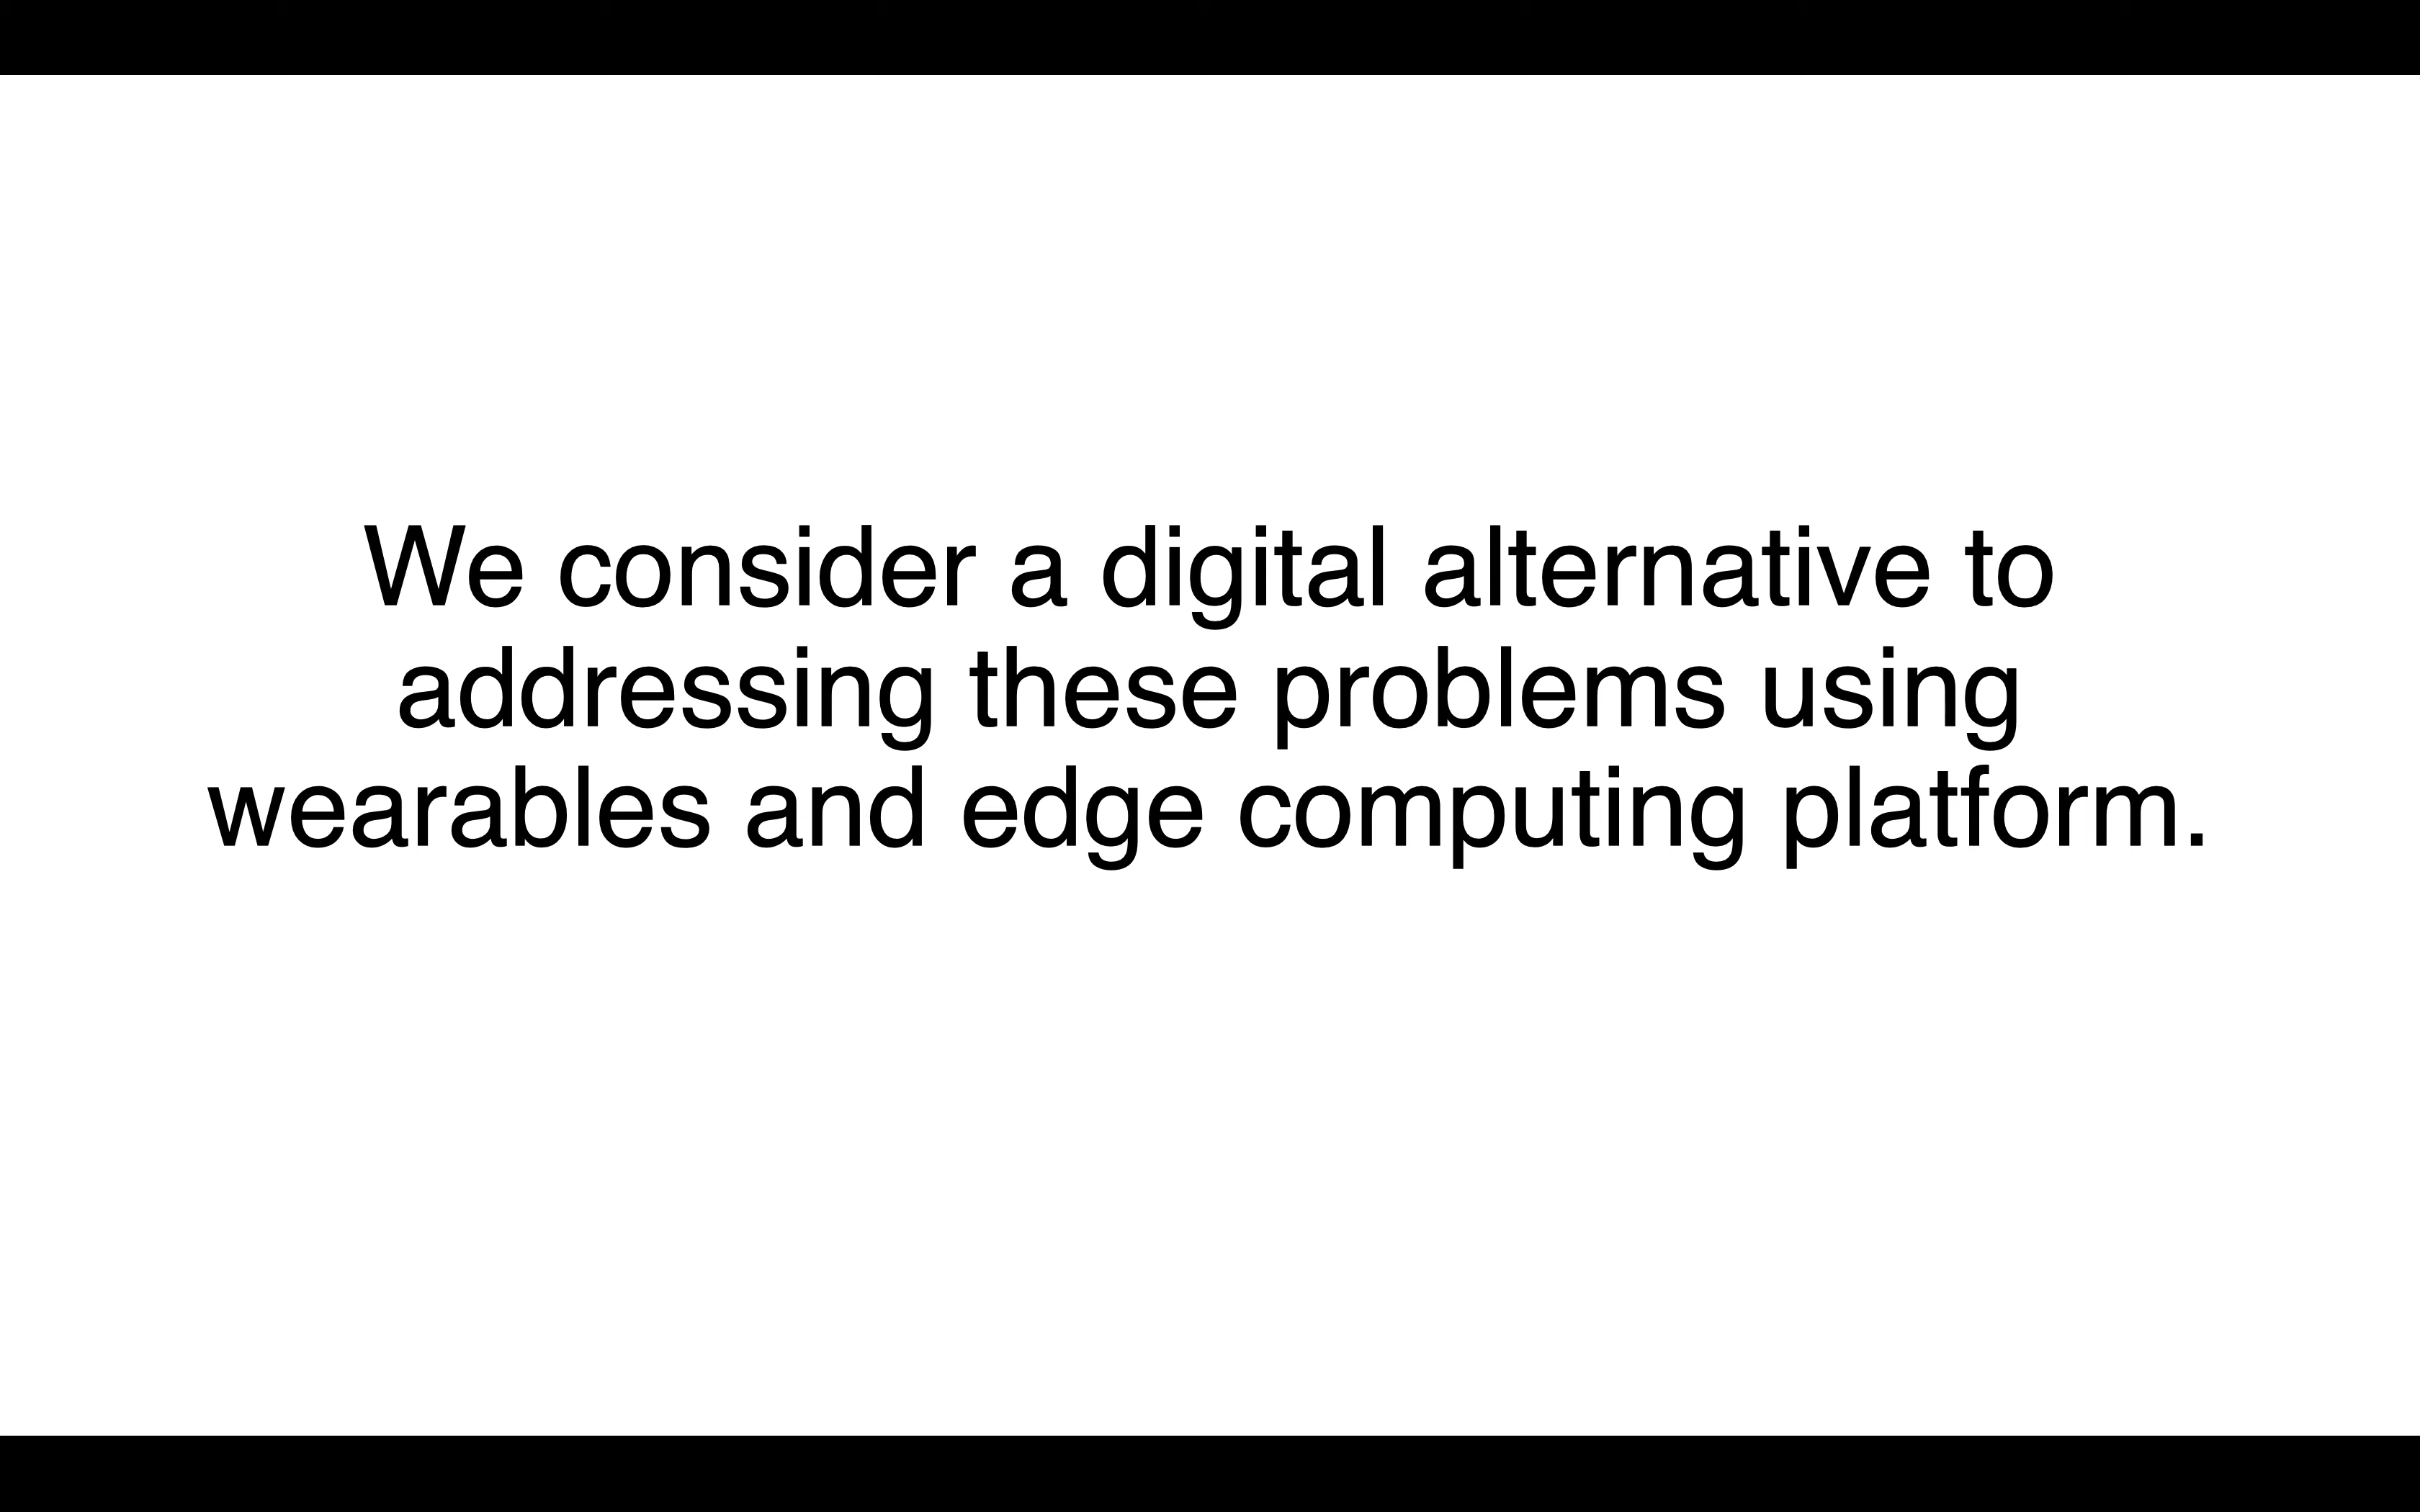 We consider a digital alternative to
addressing these problems using
wearables and edge computing platform.